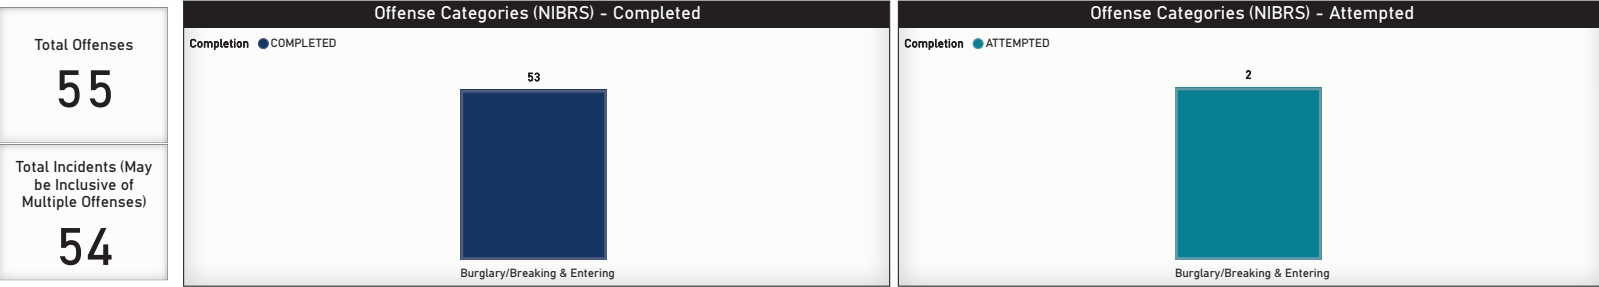 Total Offenses
55
Total Incidents (May
be Inclusive of
Multiple Offenses)
54
Offense Categories (NIBRS) - Completed
Completion COMPLETED
53
Burglary/Breaking & Entering
Offense Categories (NIBRS) - Attempted
Completion ATTEMPTED
2
Burglary/Breaking & Entering